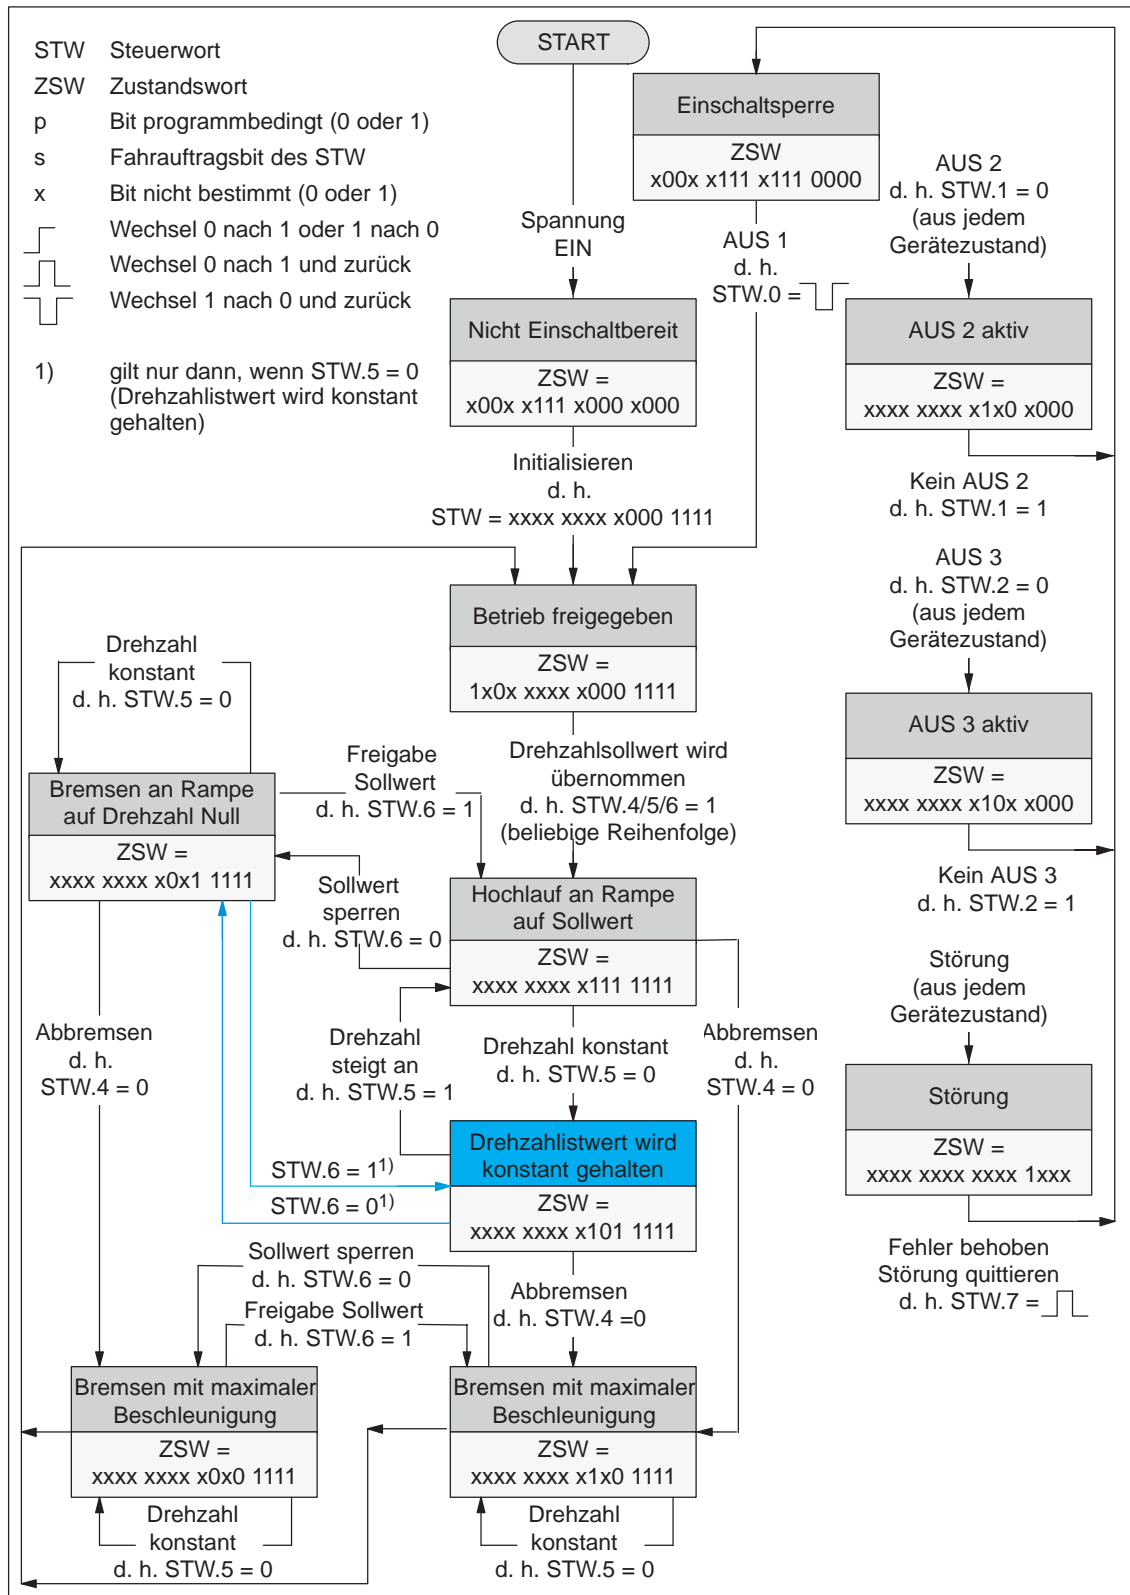 STW Steuerwort
ZSW Zustandswort
p Bit programmbedingt (0 oder 1)
s Fahrauftragsbit des STW
x Bit nicht bestimmt (0 oder 1)
Wechsel 0 nach 1 oder 1 nach 0
Wechsel 0 nach 1 und zurück
Wechsel 1 nach 0 und zurück
1) gilt nur dann, wenn STW.5 = 0
(Drehzahlistwert wird konstant
gehalten)
START
Spannung
EIN
Einschaltsperre
ZSW
x00x x111 x111 0000
AUS 1
d. h.
STW.0 =
AUS 2
d. h. STW.1 = 0
(aus jedem
Gerätezustand)
Nicht Einschaltbereit
ZSW =
x00x x111 x000 x000
AUS 2 aktiv
ZSW =
xxxx xxxx x1x0 x000
Initialisieren
d. h.
STW = xxxx xxxx x000 1111
Kein AUS 2
d. h. STW.1 = 1
AUS 3
d. h. STW.2 = 0
(aus jedem
Gerätezustand)
Betrieb freigegeben
ZSW =
1x0x xxxx x000 1111
Drehzahl
konstant
d. h. STW.5 = 0
AUS 3 aktiv
ZSW =
xxxx xxxx x10x x000
Freigabe
Sollwert
d. h. STW.6 = 1
Drehzahlsollwert wird
übernommen
d. h. STW.4/5/6 = 1
(beliebige Reihenfolge)
Bremsen an Rampe
auf Drehzahl Null
ZSW =
xxxx xxxx x0x1 1111
Kein AUS 3
d. h. STW.2 = 1
Sollwert
sperren
d. h. STW.6 = 0
Hochlauf an Rampe
auf Sollwert
ZSW =
xxxx xxxx x111 1111
Störung
(aus jedem
Gerätezustand)
Abbremsen
d. h.
STW.4 = 0
Drehzahl
steigt an
d. h. STW.5 = 1
Drehzahl konstant
d. h. STW.5 = 0
Abbremsen
d. h.
STW.4 = 0
Störung
ZSW =
xxxx xxxx xxxx 1xxx
Drehzahlistwert wird
konstant gehalten
ZSW =
xxxx xxxx x101 1111
STW.6 = 1 1)
STW.6 = 0 1)
Fehler behoben
Störung quittieren
d. h. STW.7 =
Sollwert sperren
d. h. STW.6 = 0
Freigabe Sollwert
d. h. STW.6 = 1
Abbremsen
d. h. STW.4 =0
Bremsen mit maximaler
Beschleunigung
ZSW =
xxxx xxxx x0x0 1111
Bremsen mit maximaler
Beschleunigung
ZSW =
xxxx xxxx x1x0 1111
Drehzahl
konstant
d. h. STW.5 = 0
Drehzahl
konstant
d. h. STW.5 = 0